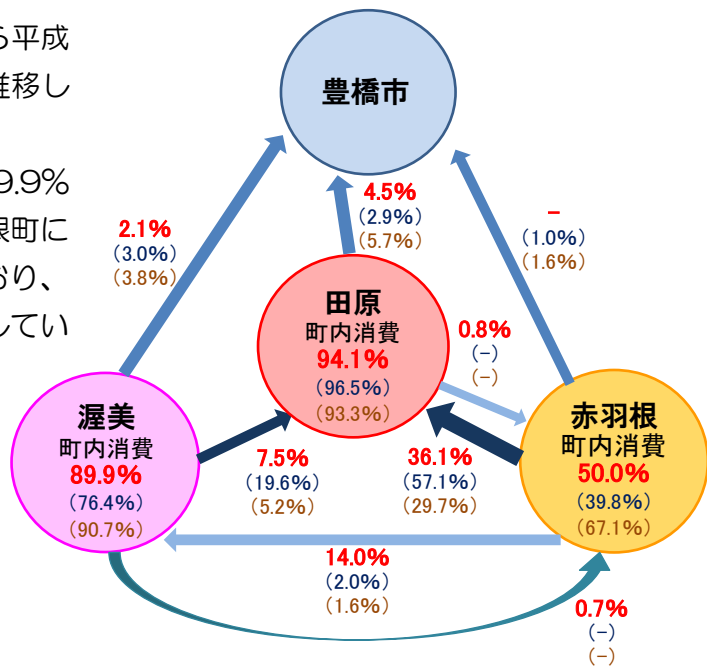 ら平成
推移し
9.9%
根町に
おり、
してい
豊橋市
2.1%
(3.0%)
(3.8%)
4.5%
(2.9%)
(5.7%)
-
(1.0%)
(1.6%)
田原
町内消費
94.1%
(96.5%)
(93.3%)
0.8%
(-)
(-)
渥美
町内消費
89.9%
(76.4%)
(90.7%)
7.5%
(19.6%)
(5.2%)
36.1%
(57.1%)
(29.7%)
赤羽根
町内消費
50.0%
(39.8%)
(67.1%)
14.0%
(2.0%)
(1.6%)
0.7%
(-)
(-)